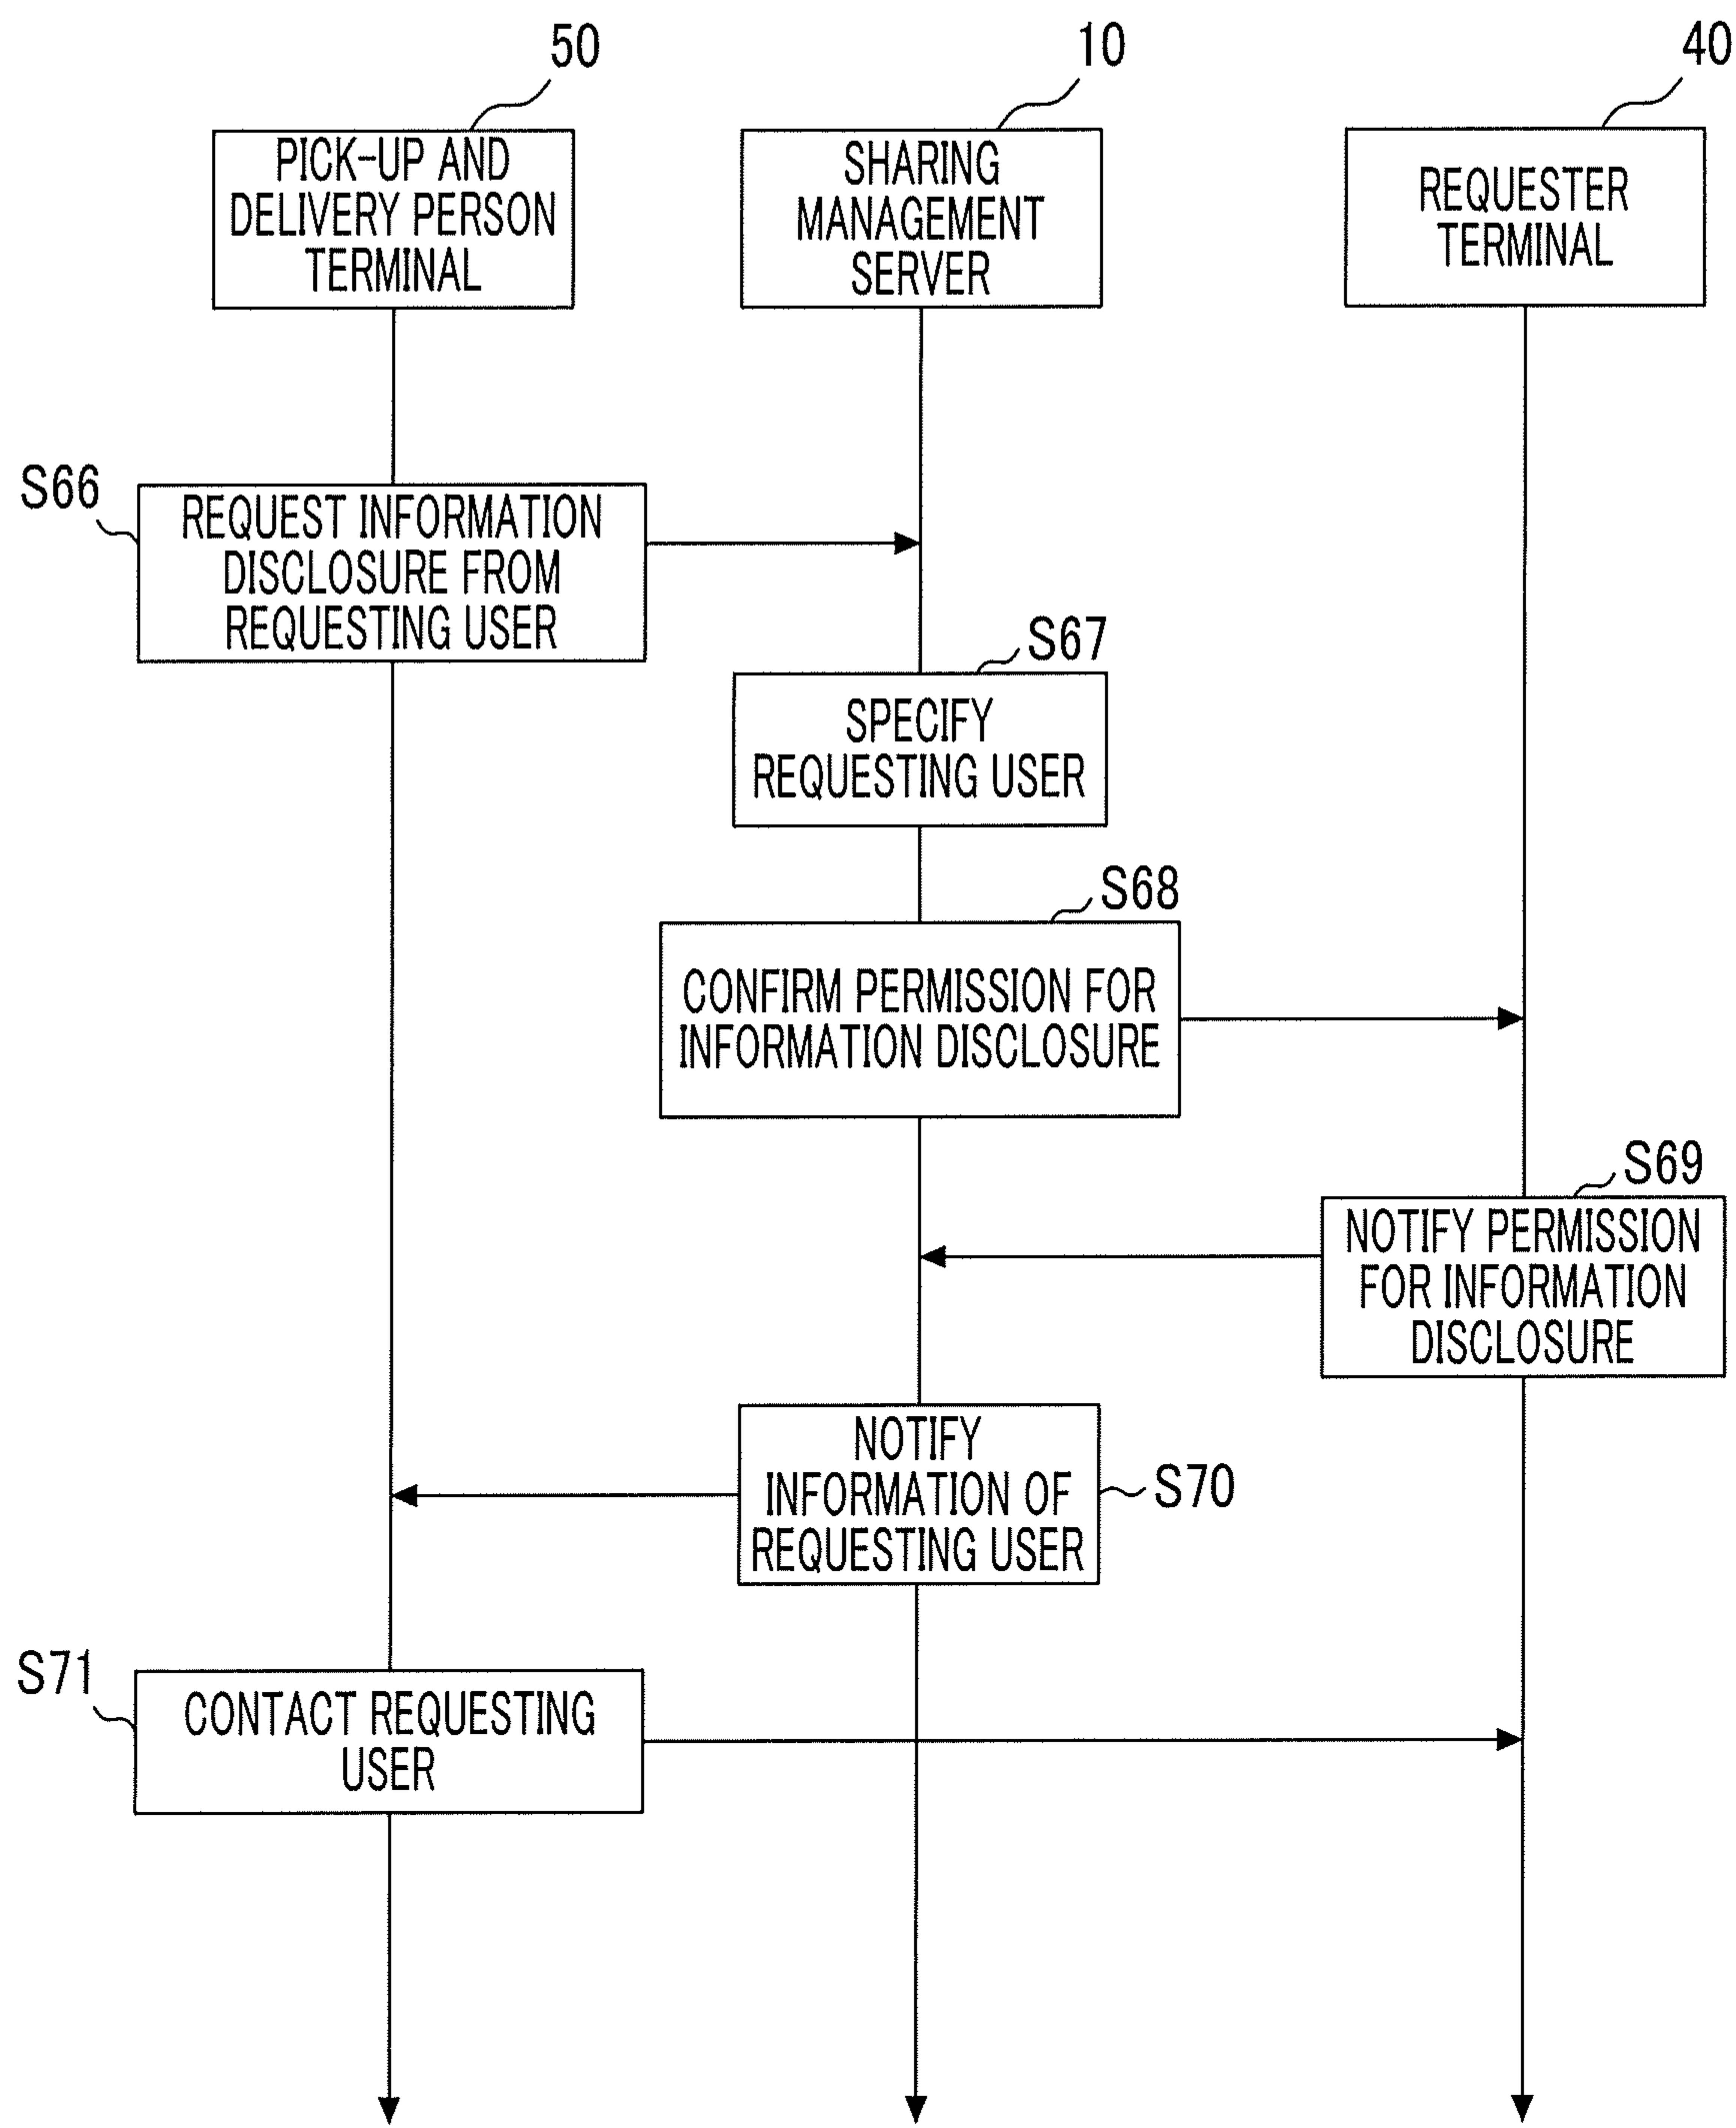 50
10
40
PICK-UP AND
DELIVERY PERSON
TERMINAL
SHARING
MANAGEMENT
SERVER
REQUESTER
TERMINAL
S66
REQUEST INFORMATION
DISCLOSURE FROM
REQUESTING USER
S67
SPECIFY
REQUESTING USER
S68
CONFIRM PERMISSION FOR
INFORMATION DISCLOSURE
S69
NOTIFY PERMISSION
FOR INFORMATION
DISCLOSURE
NOTIFY
INFORMATION OF
REQUESTING USER
S70
S71
CONTACT REQUESTING
USER